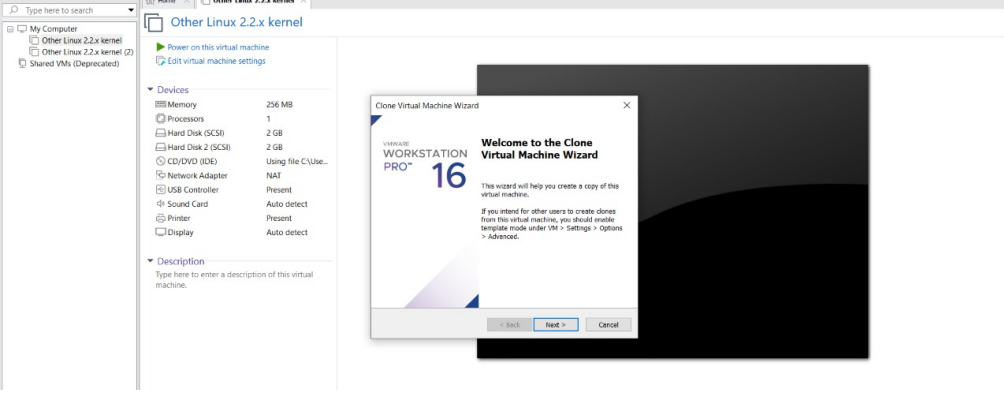 Type here to search
My Computer
Other Linux 2.2.x kernel
Other Linux 2.2.x kernel (2)
Shared VMs (Deprecated)
Home
Other Linux 2.2.x kernel
Other Linux 2.2.x kernel
Power on this virtual machine
Edit virtual machine settings
Devices
Memory 256 MB
Processors 1
Hard Disk (SCSI) 2 GB
Hard Disk 2 (SCSI) 2 GB
CD/DVD (IDE) Using file C:\Use...
Network Adapter NAT
USB Controller Present
Sound Card Auto detect
Printer Present
Display Auto detect
Description
Type here to enter a description of this virtual
machine.
Clone Virtual Machine Wizard
VMWARE
WORKSTATION
PRO™ 16
Welcome to the Clone
Virtual Machine Wizard
This wizard will help you create a copy of this
virtual machine.
If you intend for other users to create clones
from this virtual machine, you should enable
template mode under VM > Settings > Options
> Advanced.
< Back Next > Cancel